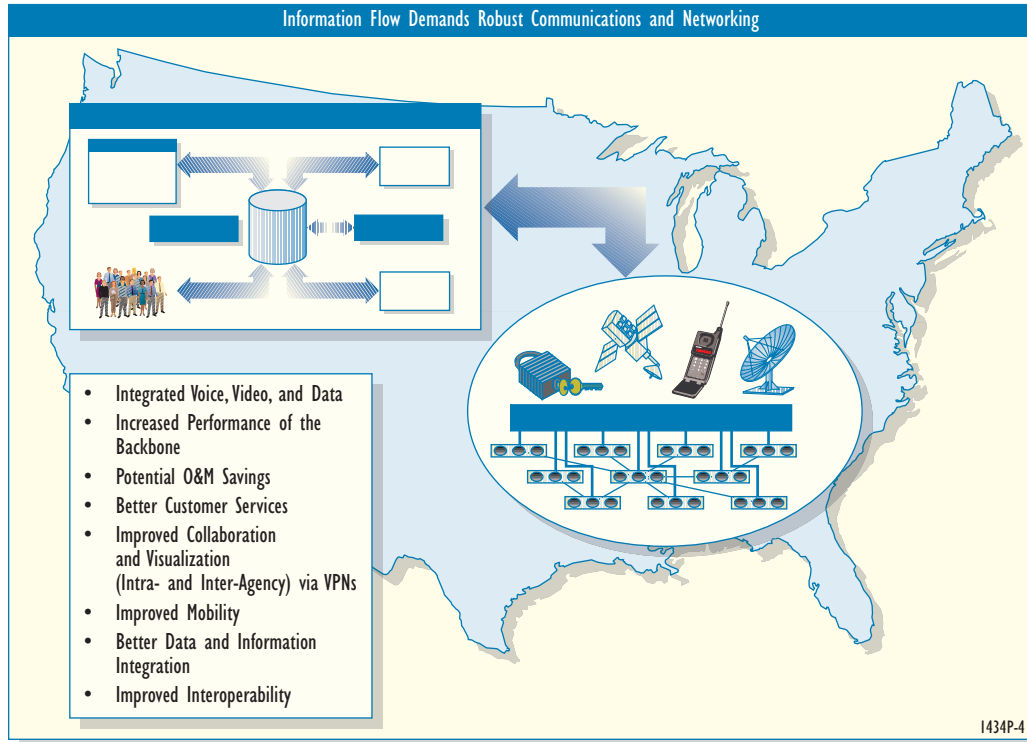 Information Flow Demands Robust Communications and Networking
• Integrated Voice, Video, and Data
• Increased Performance of the
Backbone
• Potential O&M Savings
• Better Customer Services
• Improved Collaboration
and Visualization
(Intra- and Inter-Agency) via VPNs
• Improved Mobility
• Better Data and Information
Integration
• Improved Interoperability
1434P-4